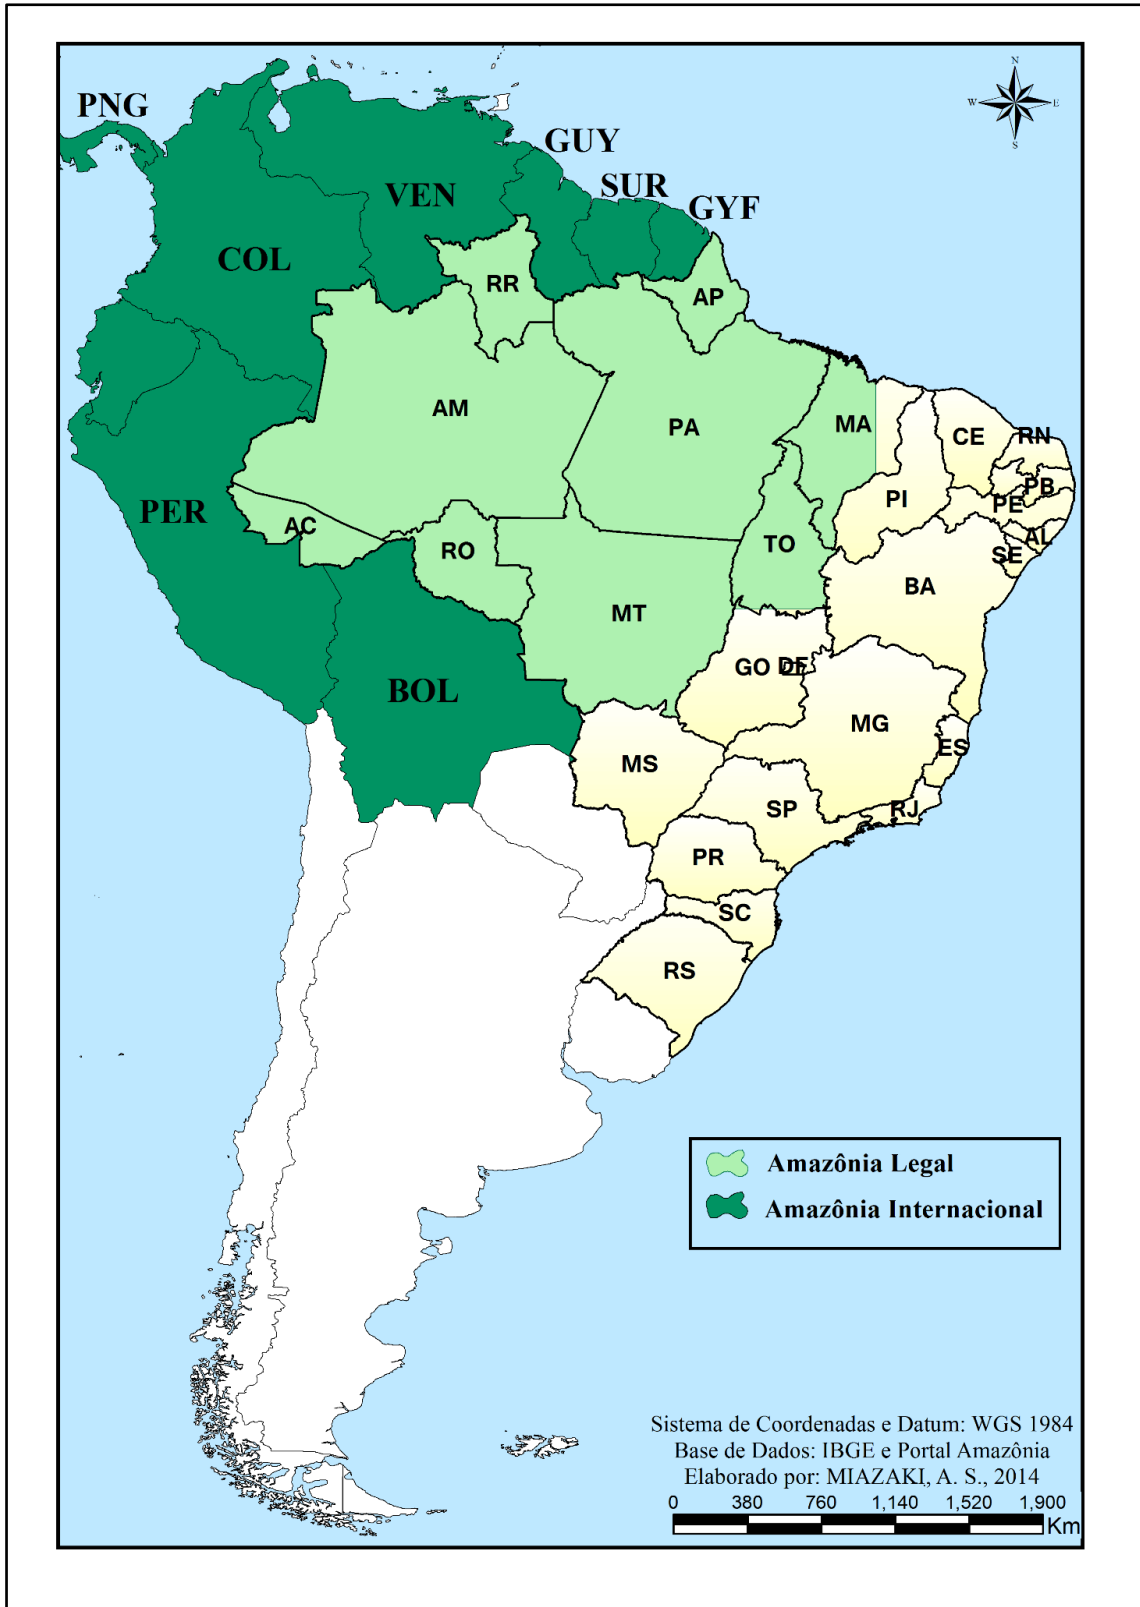 N
W E
S
PNG
GUY
SUR
VEN
GYF
COL
RR
AP
AM
PA
MA
CE
RN
PI
PB
PE
PER
AC
AL
RO
TO
SE
BA
MT
GO
DF
BOL
MG
ES
MS
SP
RJ
PR
SC
RS
Amazônia Legal
Amazônia Internacional
Sistema de Coordenadas e Datum: WGS 1984
Base de Dados: IBGE e Portal Amazônia
Elaborado por: MIAZAKI, A. S., 2014
0 380 760 1,140 1,520 1,900
Km